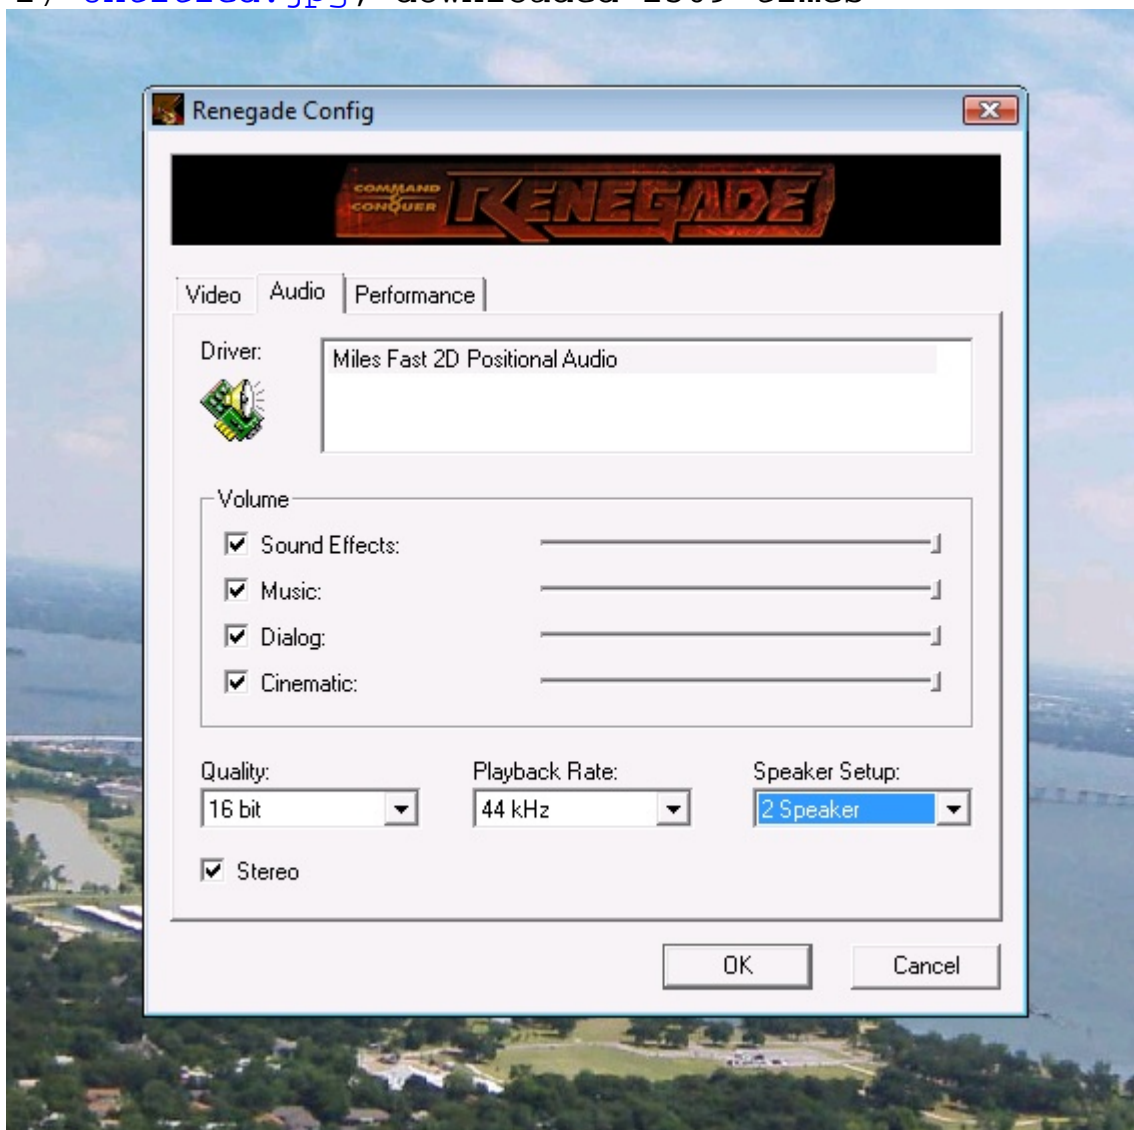 Renegade Config
COMMAND & CONQUER RENEGADE
Video Audio Performance
Driver:
Miles Fast 2D Positional Audio
Volume
Sound Effects:
Music:
Dialog:
Cinematic:
Quality: Playback Rate: Speaker Setup:
16 bit 44 kHz 2 Speaker
Stereo
OK Cancel